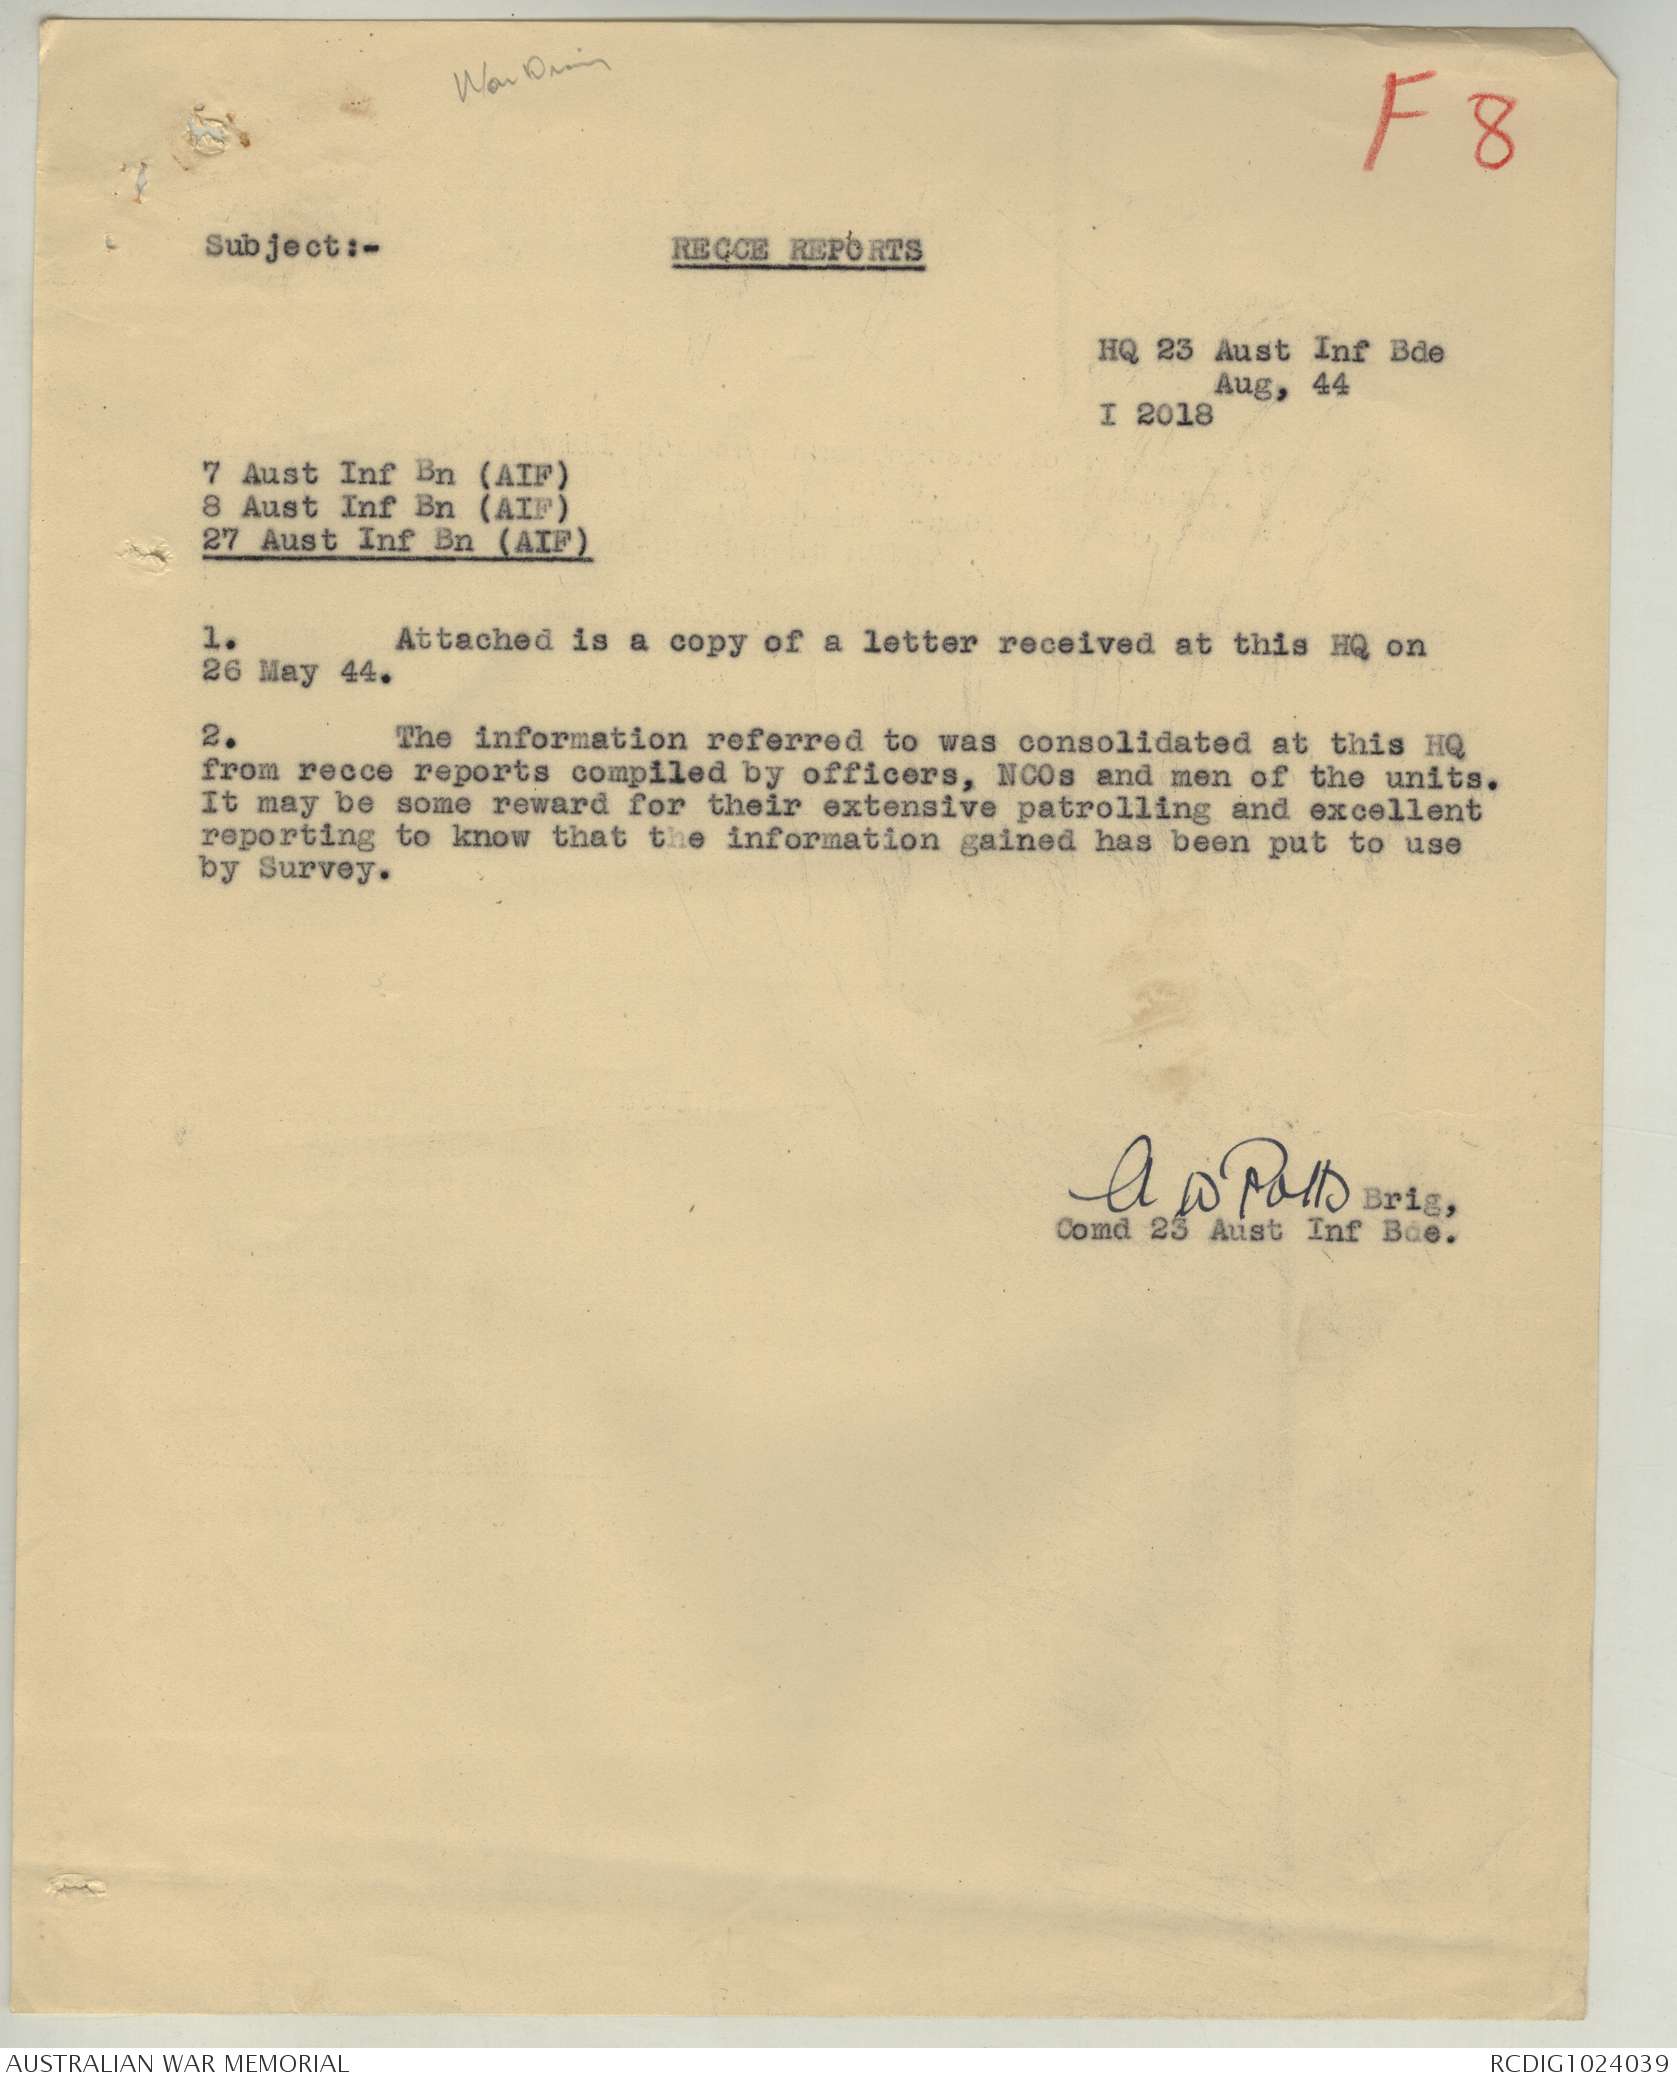 War Diary
F 8
Subject:- RECCE REPORTS
HQ 23 Aust Inf Bde
Aug, 44
I 2018
7 Aust Inf Bn (AIF)
8 Aust Inf Bn (AIF)
27 Aust Inf Bn (AIF)
1. Attached is a copy of a letter received at this HQ on
26 May 44.
2. The information referred to was consolidated at this HQ
from recce reports compiled by officers, NCOs and men of the units.
It may be some reward for their extensive patrolling and excellent
reporting to know that the information gained has been put to use
by Survey.
A W Potts Brig,
Comd 23 Aust Inf Bde.
AUSTRALIAN WAR MEMORIAL
RCDIG1024039